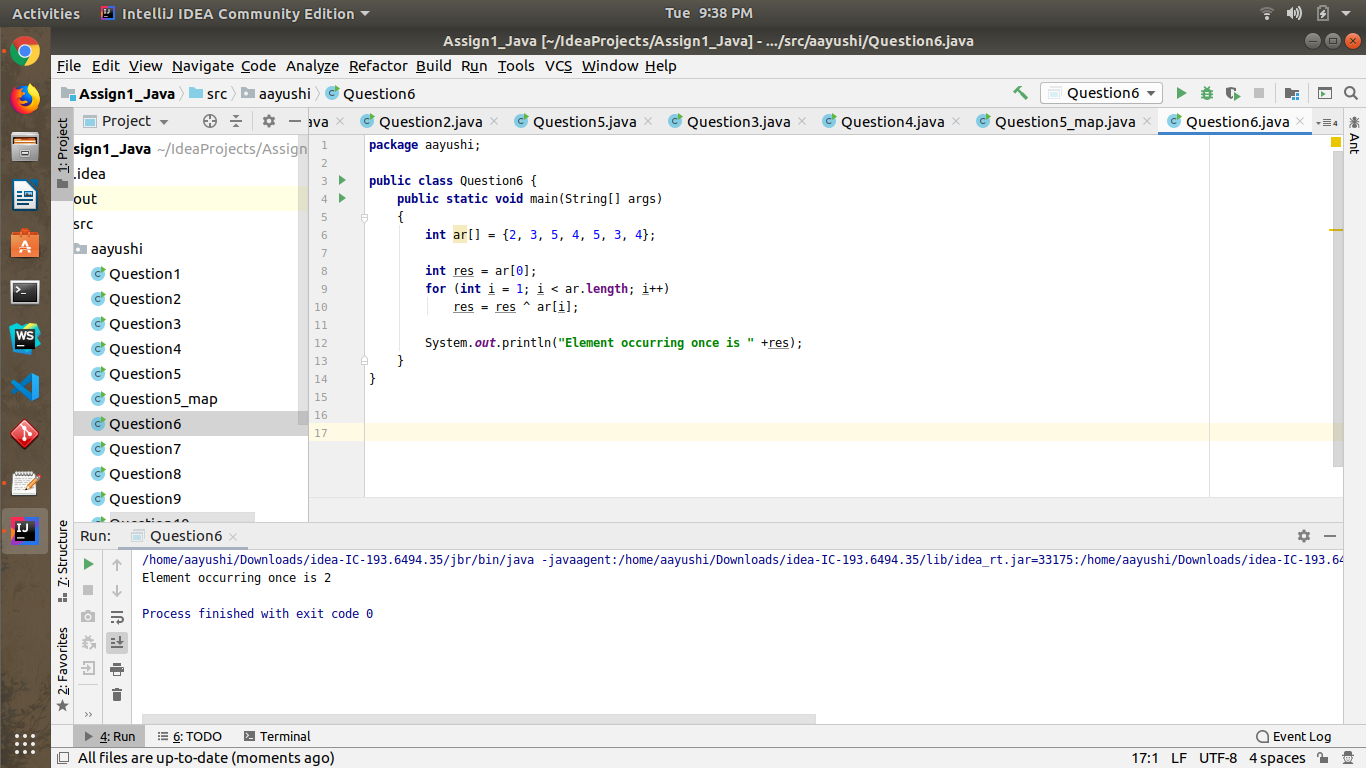 Activities IntelliJ IDEA Community Edition Tue 9:38 PM
Assign1_Java [~/IdeaProjects/Assign1_Java] - .../src/aayushi/Question6.java
File Edit View Navigate Code Analyze Refactor Build Run Tools VCS Window Help
Assign1_Java src aayushi Question6 Question6
1: Project
Project
ava Question2.java Question5.java Question3.java Question4.java Question5_map.java Question6.java 4
Ant
sign1_Java ~/IdeaProjects/Assign
.idea
out
src
aayushi
Question1
Question2
Question3
Question4
Question5
Question5_map
Question6
Question7
Question8
Question9
1 package aayushi;
2
3 public class Question6 {
4 public static void main(String[] args)
5 {
6 int ar[] = {2, 3, 5, 4, 5, 3, 4};
7
8 int res = ar[0];
9 for (int i = 1; i < ar.length; i++)
10 res = res ^ ar[i];
11
12 System.out.println("Element occurring once is " +res);
13 }
14 }
15
16
17
7: Structure
2: Favorites
Run: Question6
/home/aayushi/Downloads/idea-IC-193.6494.35/jbr/bin/java -javaagent:/home/aayushi/Downloads/idea-IC-193.6494.35/lib/idea_rt.jar=33175:/home/aayushi/Downloads/idea-IC-193.64
Element occurring once is 2
Process finished with exit code 0
4: Run 6: TODO Terminal Event Log
All files are up-to-date (moments ago) 17:1 LF UTF-8 4 spaces